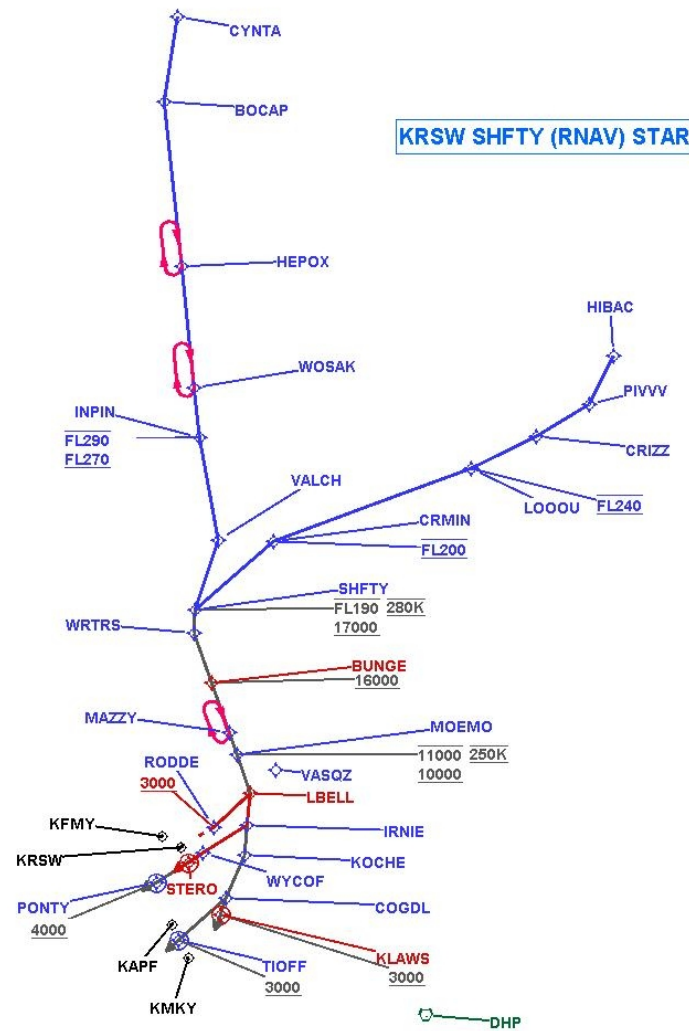 CYNTA
BOCAP
KRSW SHFTY (RNAV) STAR
HEPOX
HIBAC
WOSAK
PIVVV
INPIN
FL290
FL270
CRIZZ
VALCH
LOOOU
FL240
CRMIN
FL200
SHFTY
FL190 280K
17000
WRTRS
BUNGE
16000
MAZZY
MOEMO
11000 250K
10000
RODDE
3000
VASQZ
LBELL
KFMY
IRNIE
KRSW
KOCHE
WYCOF
STERO
PONTY
4000
COGDL
KAPF
TIOFF
3000
KLAWS
3000
KMKY
DHP